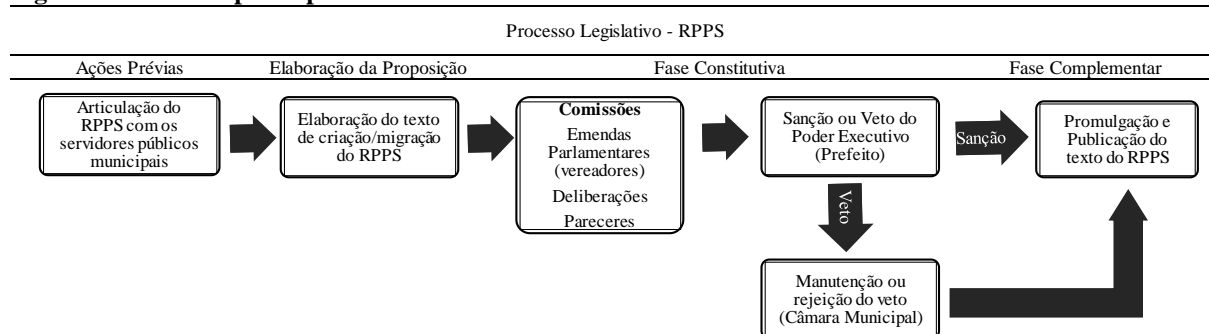 Processo Legislativo - RPPS
Ações Prévias
Elaboração da Proposição
Fase Constitutiva
Fase Complementar
Articulação do
RPPS com os
servidores públicos
municipais
Elaboração do texto
de criação/migração
do RPPS
Comissões
Emendas
Parlamentares
(vereadores)
Deliberações
Pareceres
Sanção ou Veto do
Poder Executivo
(Prefeito)
Sanção
Promulgação e
Publicação do
texto do RPPS
Veto
Manutenção ou
rejeição do veto
(Câmara Municipal)